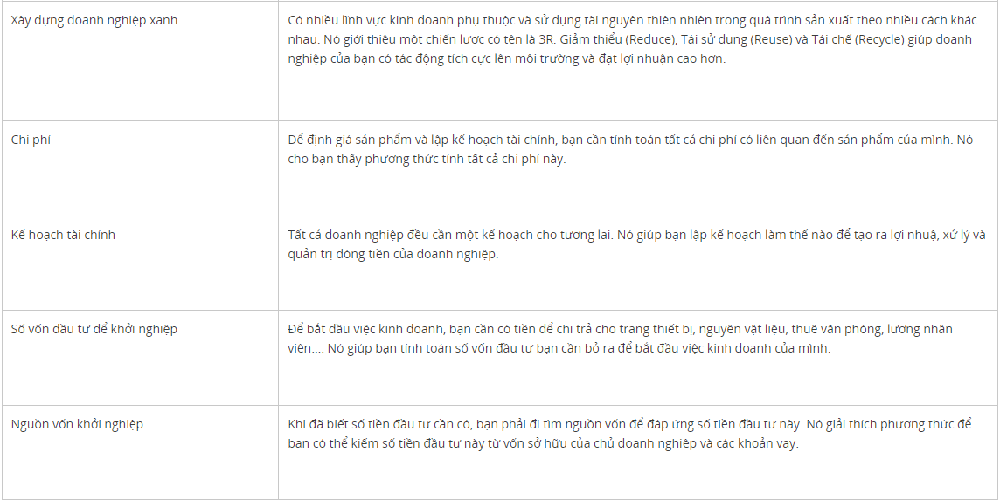 Xây dựng doanh nghiệp xanh
Có nhiều lĩnh vực kinh doanh phụ thuộc và sử dụng tài nguyên thiên nhiên trong quá trình sản xuất theo nhiều cách khác
nhau. Nó giới thiệu một chiến lược có tên là 3R: Giảm thiểu (Reduce), Tái sử dụng (Reuse) và Tái chế (Recycle) giúp doanh
nghiệp của bạn có tác động tích cực lên môi trường và đạt lợi nhuận cao hơn.
Chi phí
Để định giá sản phẩm và lập kế hoạch tài chính, bạn cần tính toán tất cả chi phí có liên quan đến sản phẩm của mình. Nó
cho bạn thấy phương thức tính tất cả chi phí này.
Kế hoạch tài chính
Tất cả doanh nghiệp đều cần một kế hoạch cho tương lai. Nó giúp bạn lập kế hoạch làm thế nào để tạo ra lợi nhuậ, xử lý và
quản trị dòng tiền của doanh nghiệp.
Số vốn đầu tư để khởi nghiệp
Để bắt đầu việc kinh doanh, bạn cần có tiền để chi trả cho trang thiết bị, nguyên vật liệu, thuê văn phòng, lương nhân
viên.... Nó giúp bạn tính toán số vốn đầu tư bạn cần bỏ ra để bắt đầu việc kinh doanh của mình.
Nguồn vốn khởi nghiệp
Khi đã biết số tiền đầu tư cần có, bạn phải đi tìm nguồn vốn để đáp ứng số tiền đầu tư này. Nó giải thích phương thức để
bạn có thể kiếm số tiền đầu tư này từ vốn sở hữu của chủ doanh nghiệp và các khoản vay.